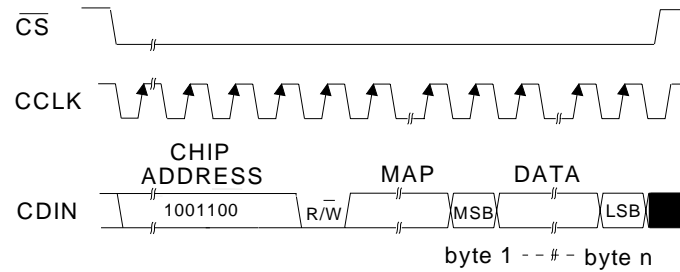 CS
CCLK
CHIP
ADDRESS
MAP
DATA
CDIN
1001100
R/W
MSB
LSB
byte 1
byte n